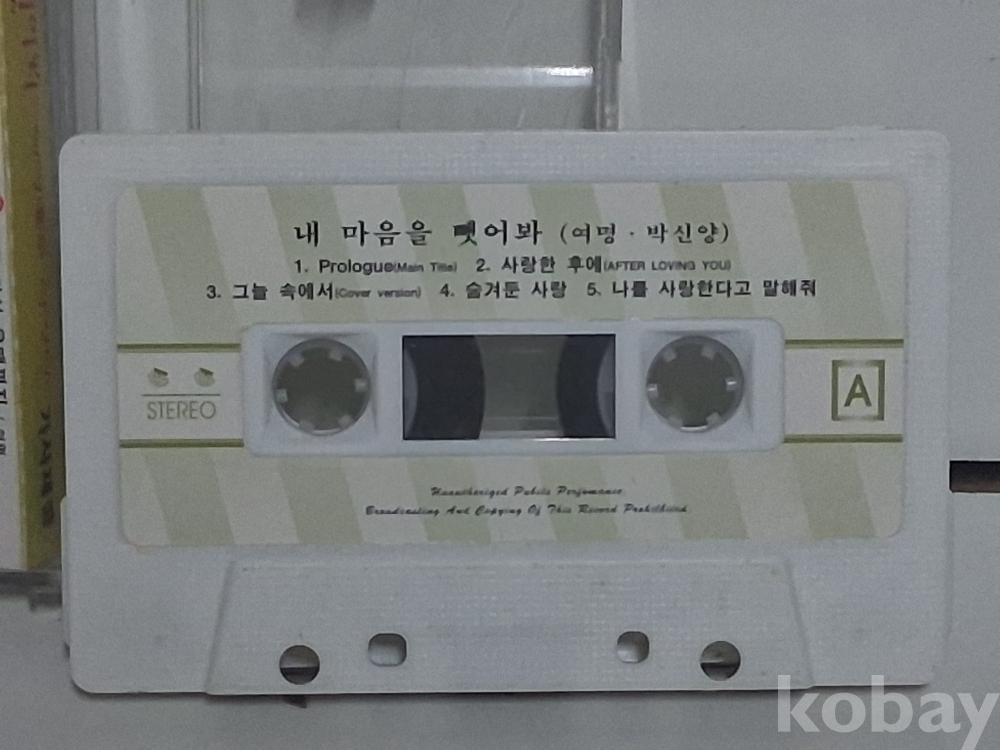 내 마음을 뺏어봐 (여명 · 박신양)
1. Prologue(Main Title) 2. 사랑한 후에(AFTER LOVING YOU)
3. 그늘 속에서(Cover version) 4. 숨겨둔 사랑 5. 나를 사랑한다고 말해줘
STEREO
A
Unauthorized Public Perfomance
Broadcasting And Copying Of This Record Prohibited
kobay